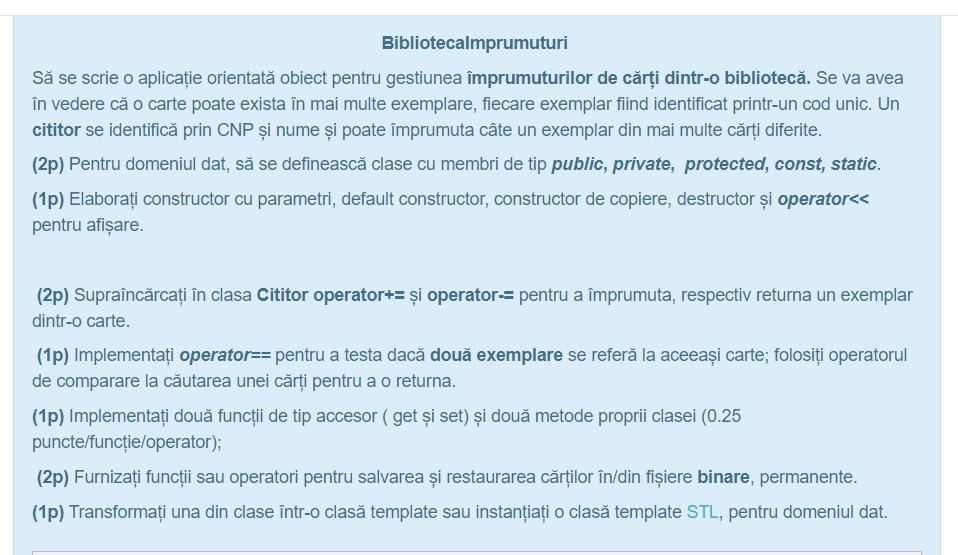 BibliotecaImprumuturi
Să se scrie o aplicație orientată obiect pentru gestiunea împrumuturilor de cărți dintr-o bibliotecă. Se va avea
în vedere că o carte poate exista în mai multe exemplare, fiecare exemplar fiind identificat printr-un cod unic. Un
cititor se identifică prin CNP și nume și poate împrumuta câte un exemplar din mai multe cărți diferite.
(2p) Pentru domeniul dat, să se definească clase cu membri de tip public, private, protected, const, static.
(1p) Elaborați constructor cu parametri, default constructor, constructor de copiere, destructor și operator<<
pentru afișare.
(2p) Supraîncărcați în clasa Cititor operator+= și operator-= pentru a împrumuta, respectiv returna un exemplar
dintr-o carte.
(1p) Implementați operator== pentru a testa dacă două exemplare se referă la aceeași carte; folosiți operatorul
de comparare la căutarea unei cărți pentru a o returna.
(1p) Implementați două funcții de tip accesor ( get și set) și două metode proprii clasei (0.25
puncte/funcție/operator);
(2p) Furnizați funcții sau operatori pentru salvarea și restaurarea cărților în/din fișiere binare, permanente.
(1p) Transformați una din clase într-o clasă template sau instanțiați o clasă template STL, pentru domeniul dat.